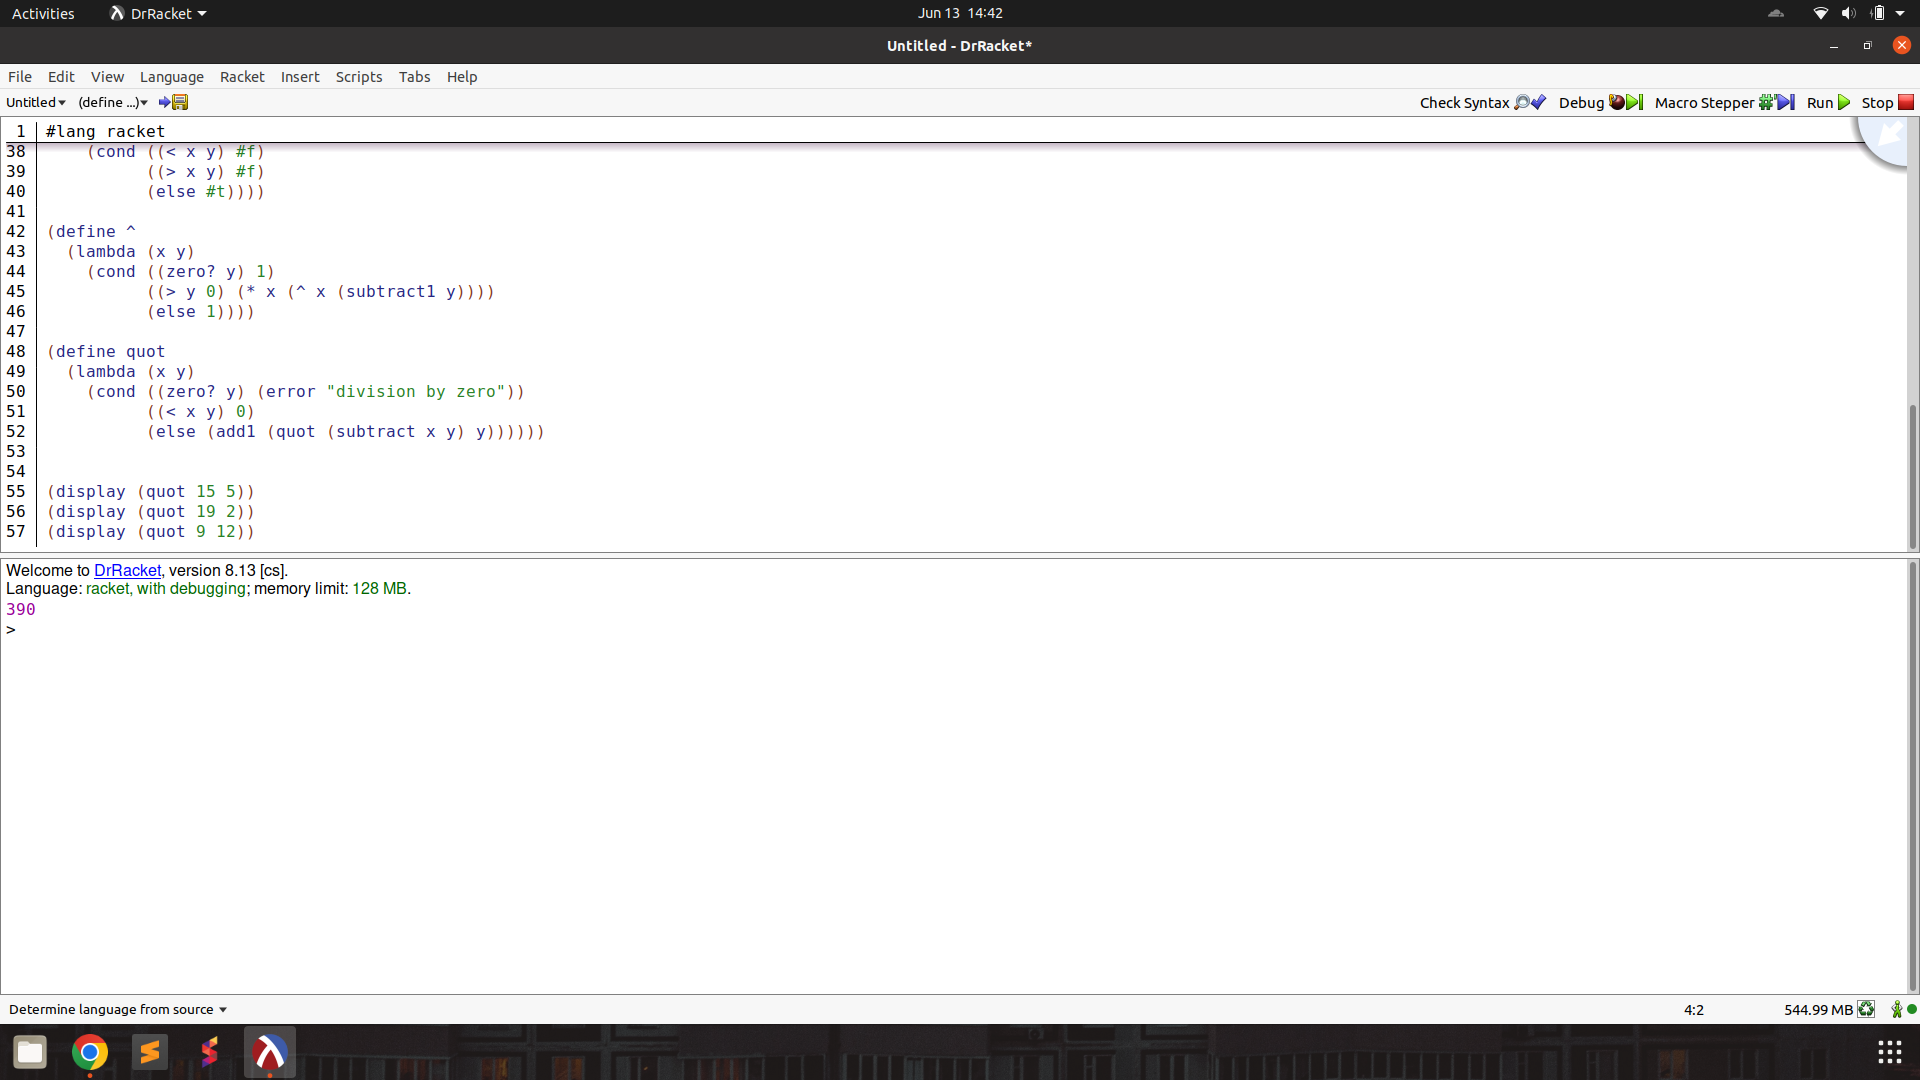 Activities DrRacket Jun 13 14:42
Untitled - DrRacket*
File Edit View Language Racket Insert Scripts Tabs Help
Untitled (define ...) Check Syntax Debug Macro Stepper Run Stop
1 #lang racket
38     (cond ((< x y) #f)
39           ((> x y) #f)
40           (else #t))))
41
42 (define ^
43   (lambda (x y)
44     (cond ((zero? y) 1)
45           ((> y 0) (* x (^ x (subtract1 y))))
46           (else 1))))
47
48 (define quot
49   (lambda (x y)
50     (cond ((zero? y) (error "division by zero"))
51           ((< x y) 0)
52           (else (add1 (quot (subtract x y) y))))))
53
54
55 (display (quot 15 5))
56 (display (quot 19 2))
57 (display (quot 9 12))
Welcome to DrRacket, version 8.13 [cs].
Language: racket, with debugging; memory limit: 128 MB.
390
>
Determine language from source 4:2 544.99 MB